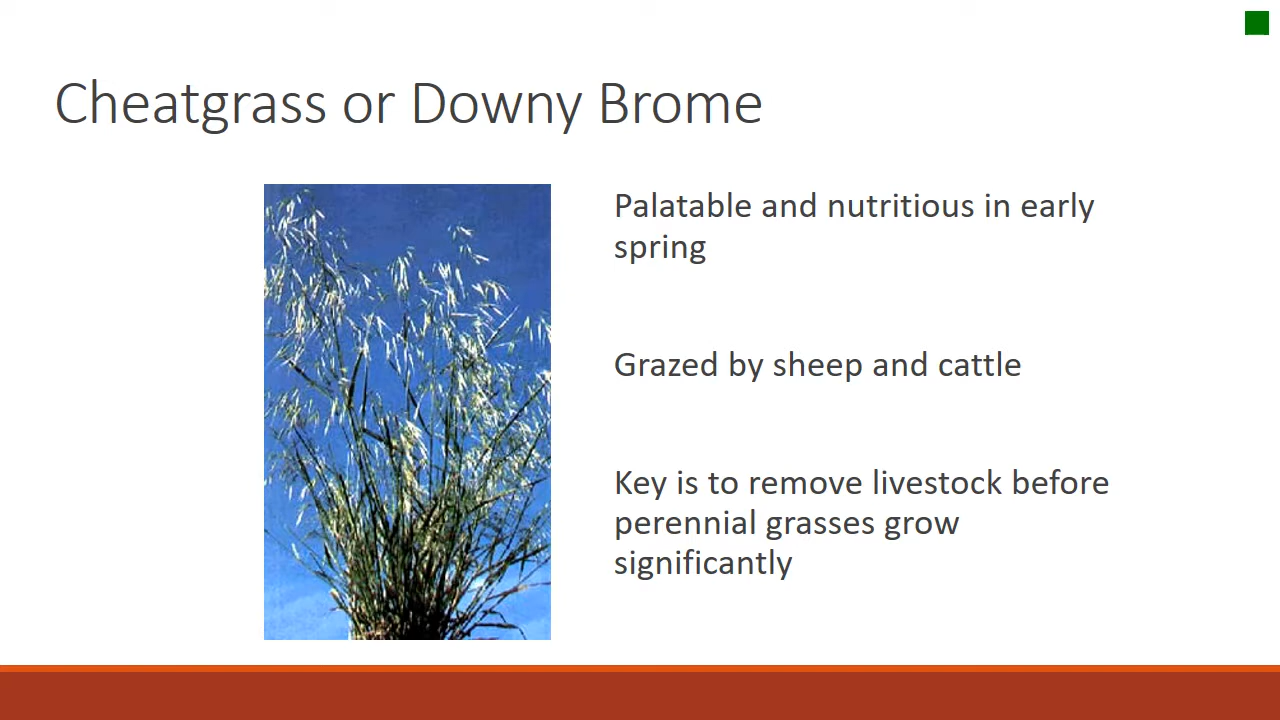 Cheatgrass or Downy Brome
Palatable and nutritious in early
spring
Grazed by sheep and cattle
Key is to remove livestock before
perennial grasses grow
significantly